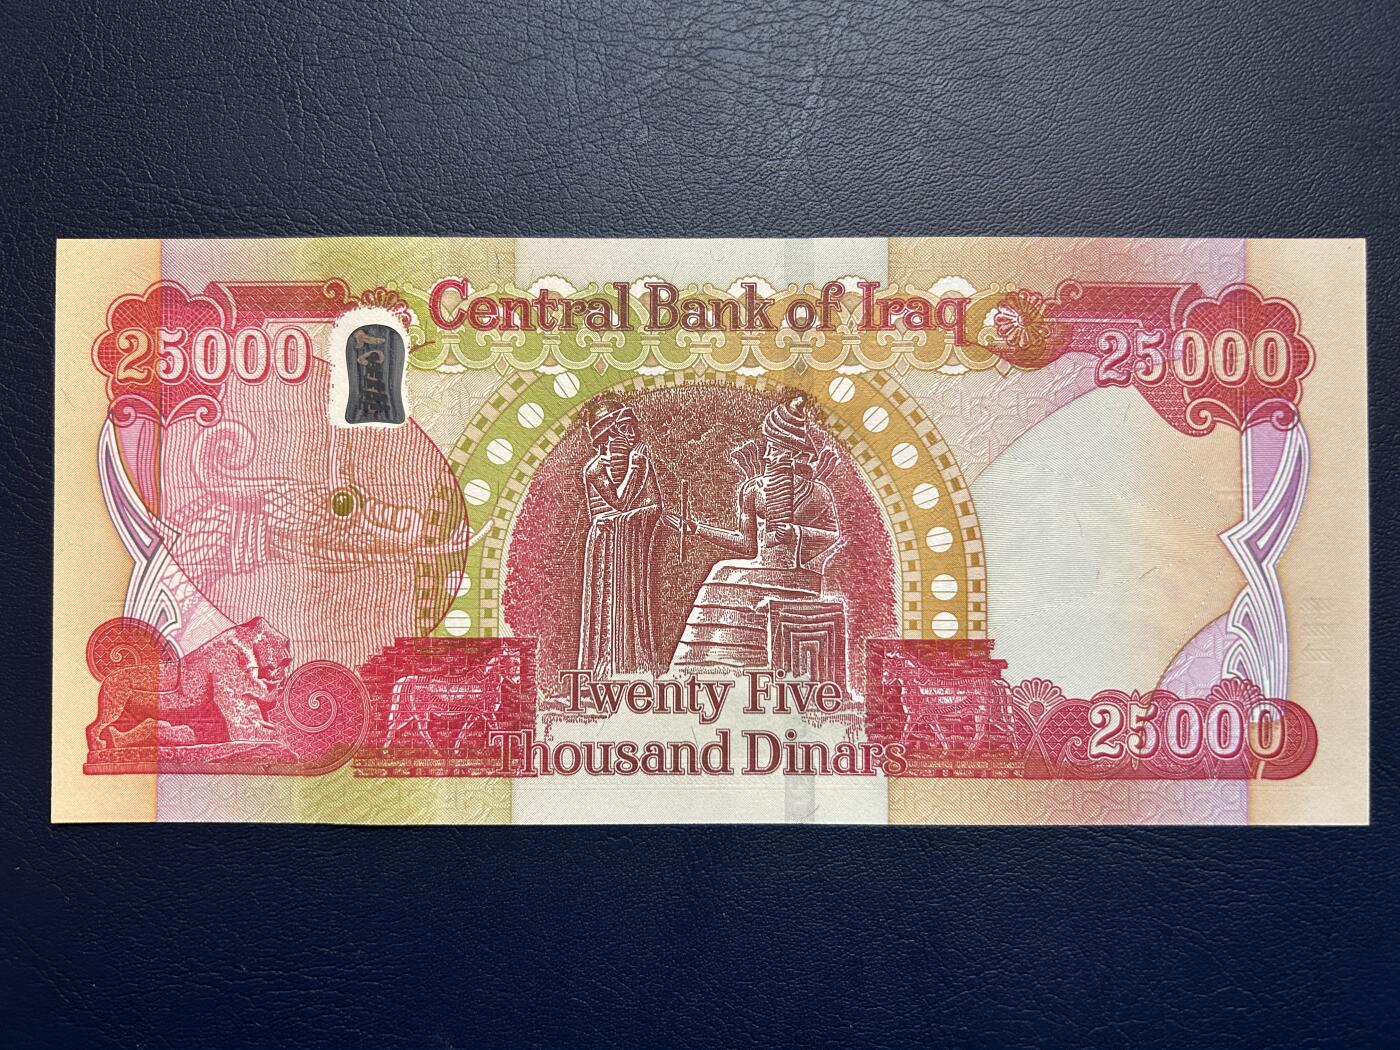 Central Bank of Iraq
25000
25000
Twenty Five
Thousand Dinars
25000